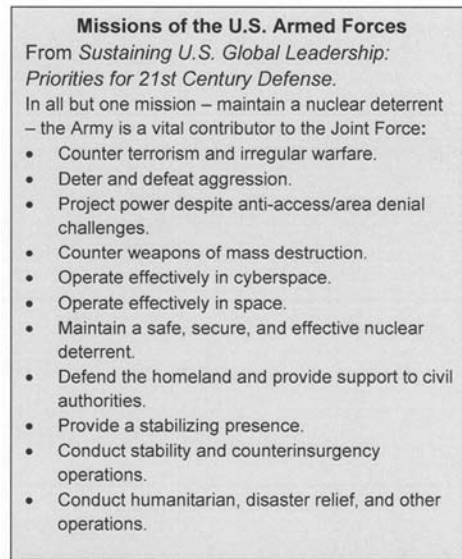 Missions of the U.S. Armed Forces
From Sustaining U.S. Global Leadership:
Priorities for 21st Century Defense.
In all but one mission – maintain a nuclear deterrent
– the Army is a vital contributor to the Joint Force:
• Counter terrorism and irregular warfare.
• Deter and defeat aggression.
• Project power despite anti-access/area denial
challenges.
• Counter weapons of mass destruction.
• Operate effectively in cyberspace.
• Operate effectively in space.
• Maintain a safe, secure, and effective nuclear
deterrent.
• Defend the homeland and provide support to civil
authorities.
• Provide a stabilizing presence.
• Conduct stability and counterinsurgency
operations.
• Conduct humanitarian, disaster relief, and other
operations.